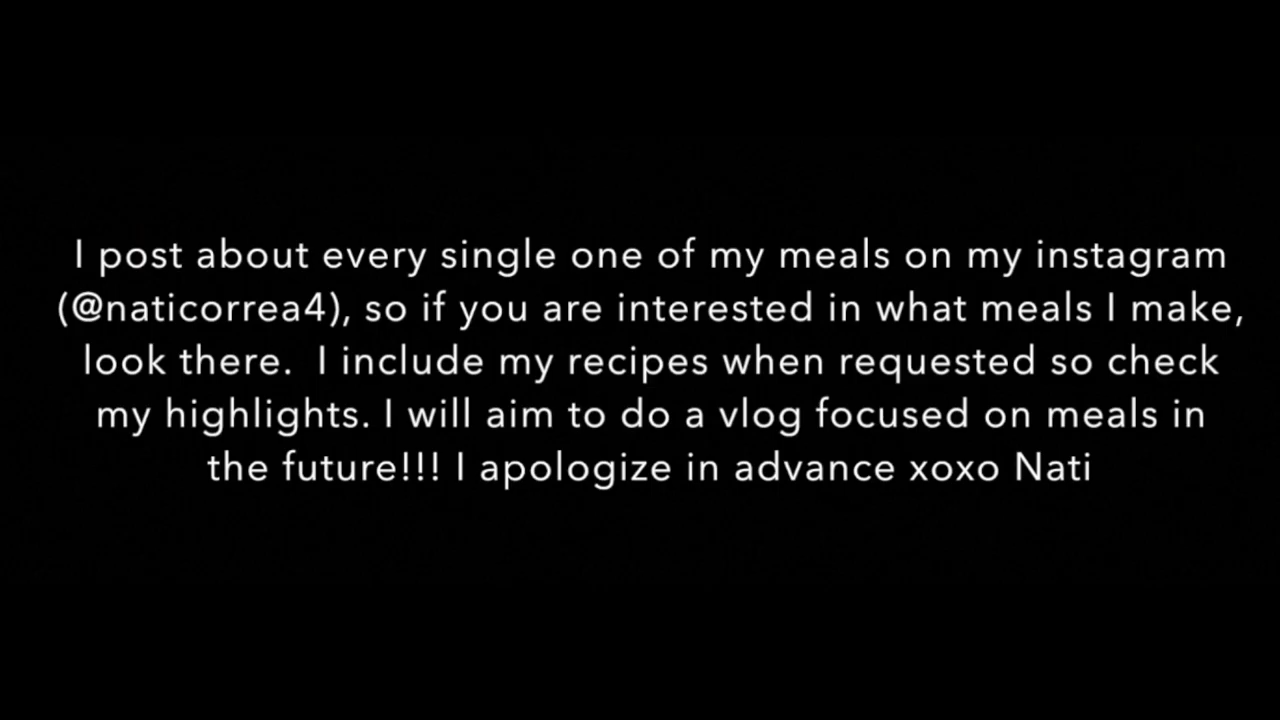 I post about every single one of my meals on my instagram
(@naticorrea4), so if you are interested in what meals I make,
look there.  I include my recipes when requested so check
my highlights. I will aim to do a vlog focused on meals in
the future!!! I apologize in advance xoxo Nati